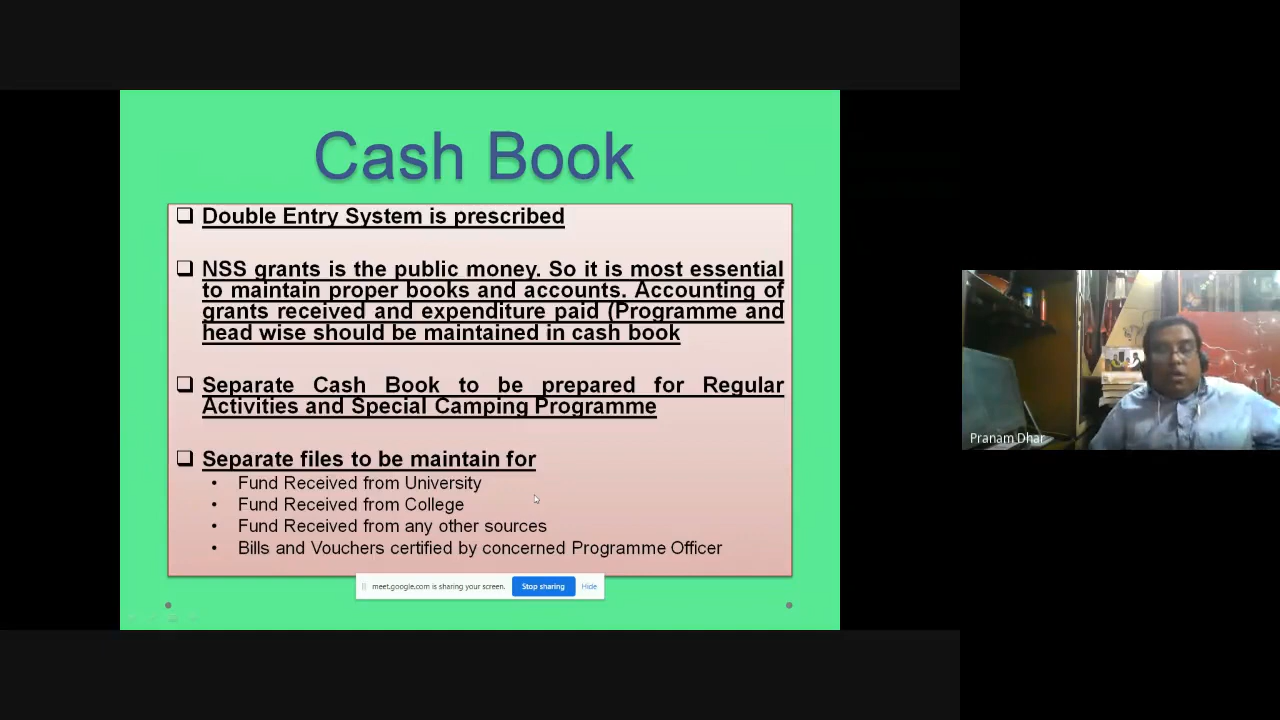 Cash Book
Double Entry System is prescribed
NSS grants is the public money. So it is most essential
to maintain proper books and accounts. Accounting of
grants received and expenditure paid (Programme and
head wise should be maintained in cash book
Separate Cash Book to be prepared for Regular
Activities and Special Camping Programme
Separate files to be maintain for
• Fund Received from University
• Fund Received from College
• Fund Received from any other sources
• Bills and Vouchers certified by concerned Programme Officer
meet.google.com is sharing your screen. Stop sharing Hide
Pranam Dhar